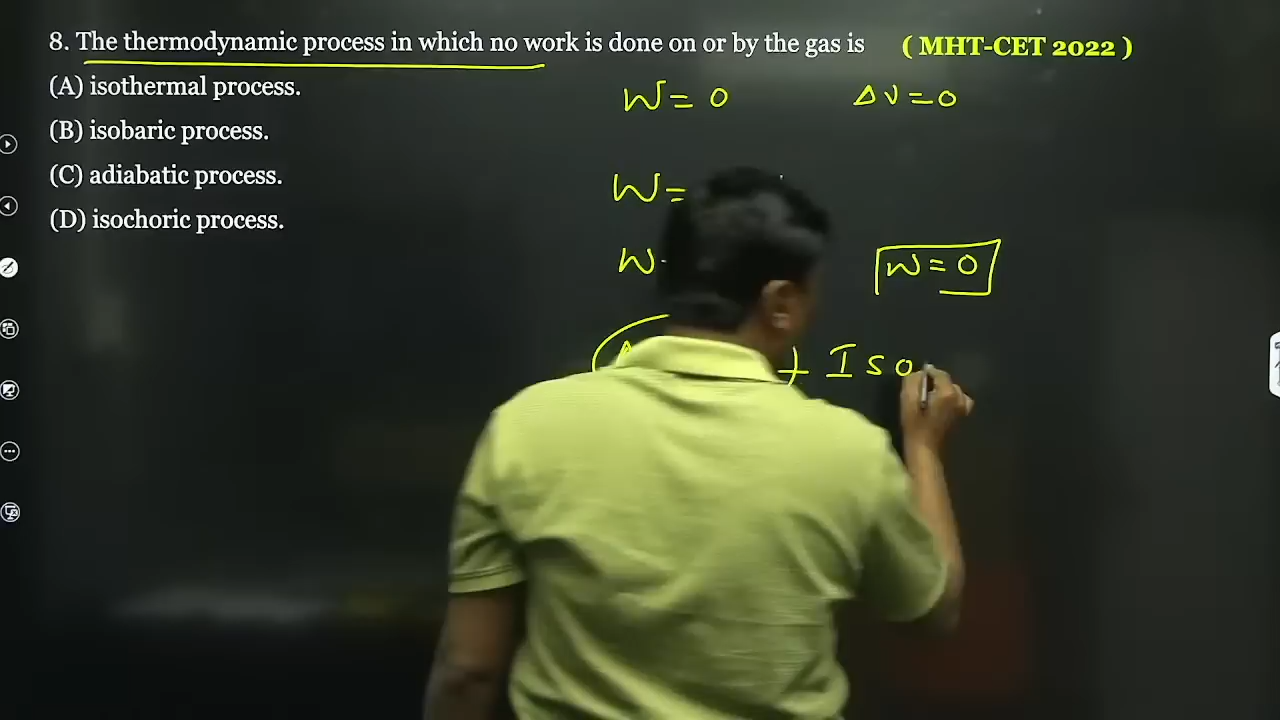 8. The thermodynamic process in which no work is done on or by the gas is ( MHT-CET 2022 )
(A) isothermal process.
(B) isobaric process.
(C) adiabatic process.
(D) isochoric process.
W = 0
ΔV = 0
W =
W
W = 0
Iso